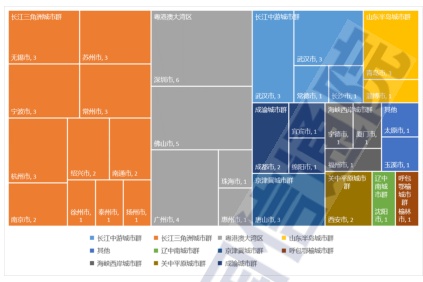 长江三角洲城市群
无锡市, 3
苏州市, 3
宁波市, 3
常州市, 3
杭州市, 3
绍兴市, 2
南通市, 2
南京市, 2
徐州市, 1
泰州市, 1
扬州市, 1
粤港澳大湾区
深圳市, 6
佛山市, 5
广州市, 4
珠海市, 1
惠州市, 1
长江中游城市群
武汉市, 3
武汉市, 3
常德市, 1
长沙市, 1
山东半岛城市群
成渝城市群
成都市, 2
宜宾市, 1
绵阳市, 1
海峡西岸城市群
宁德市, 1
厦门市, 1
福州市, 1
其他
太原市, 1
玉溪市, 1
京津冀城市群
唐山市, 3
关中平原城市群
西安市, 2
辽中南城市群
沈阳市, 1
呼包鄂榆城市群
榆林市, 1
长江中游城市群
长江三角洲城市群
粤港澳大湾区
山东半岛城市群
其他
辽中南城市群
京津冀城市群
呼包鄂榆城市群
海峡西岸城市群
关中平原城市群
成渝城市群